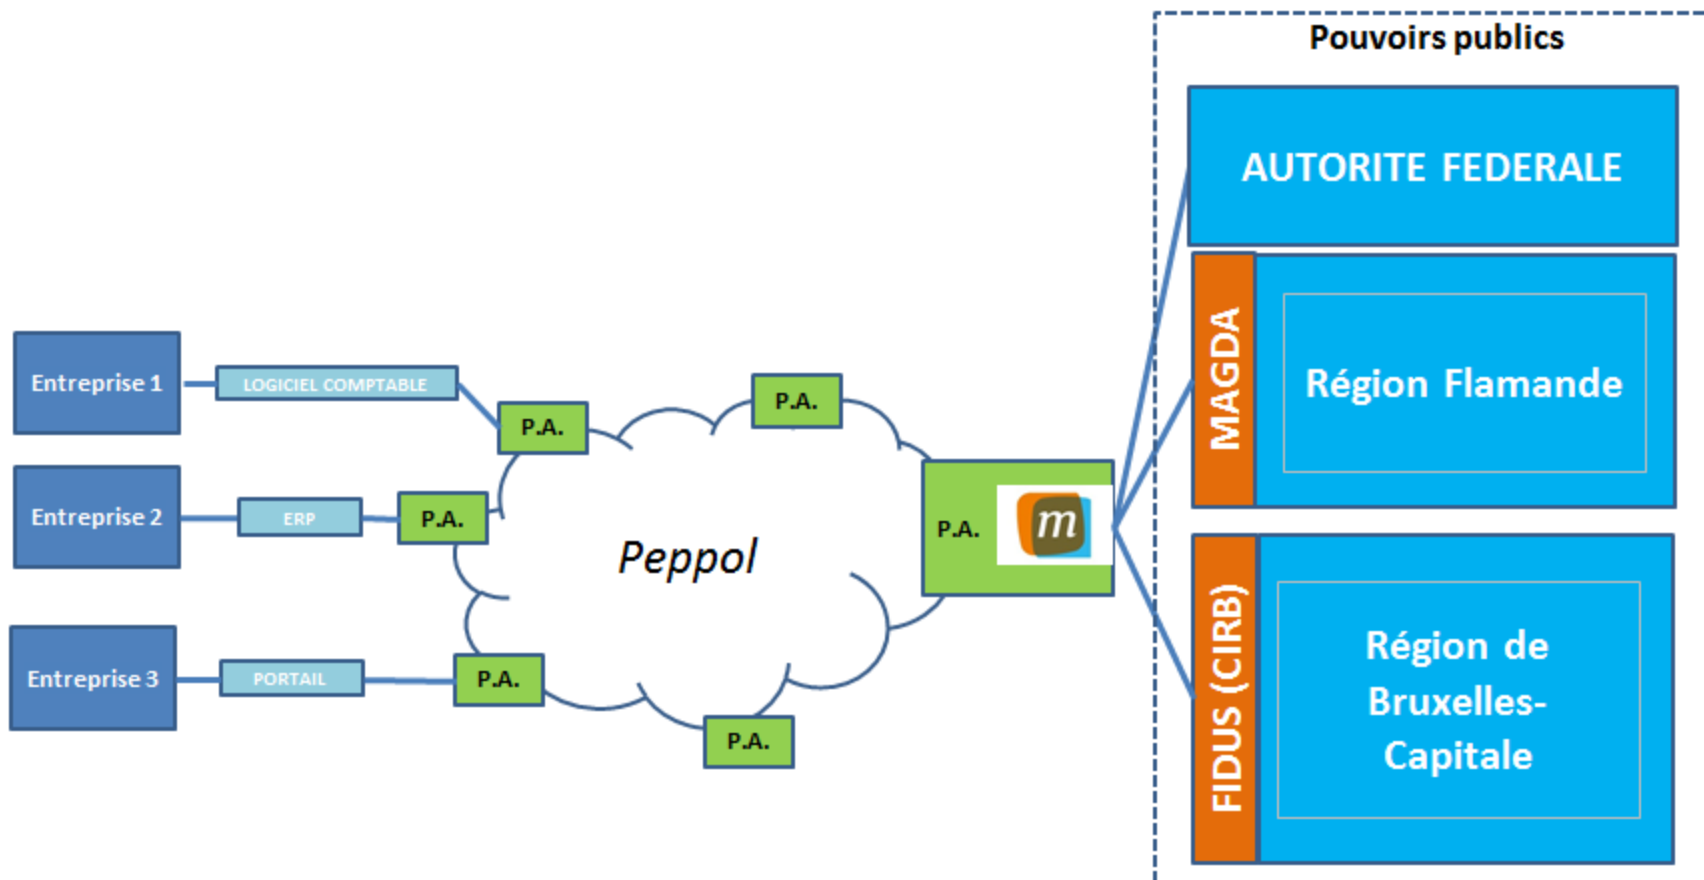 Pouvoirs publics
AUTORITE FEDERALE
MAGDA
Région Flamande
FIDUS (CIRB)
Région de
Bruxelles-
Capitale
Entreprise 1
LOGICIEL COMPTABLE
P.A.
P.A.
Entreprise 2
ERP
P.A.
Peppol
P.A.
m
Entreprise 3
PORTAIL
P.A.
P.A.